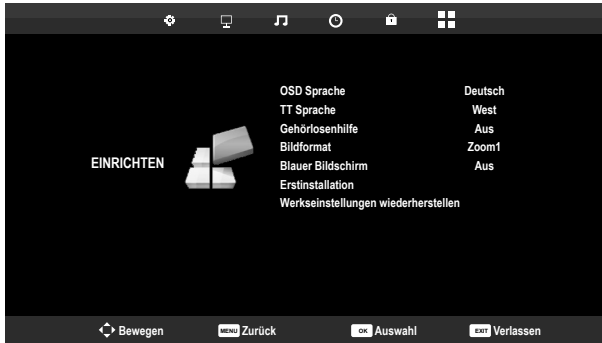 OSD Sprache Deutsch
TT Sprache West
Gehörlosenhilfe Aus
Bildformat Zoom1
EINRICHTEN
Blauer Bildschirm Aus
Erstinstallation
Werkseinstellungen wiederherstellen
Bewegen MENU Zurück OK Auswahl EXIT Verlassen